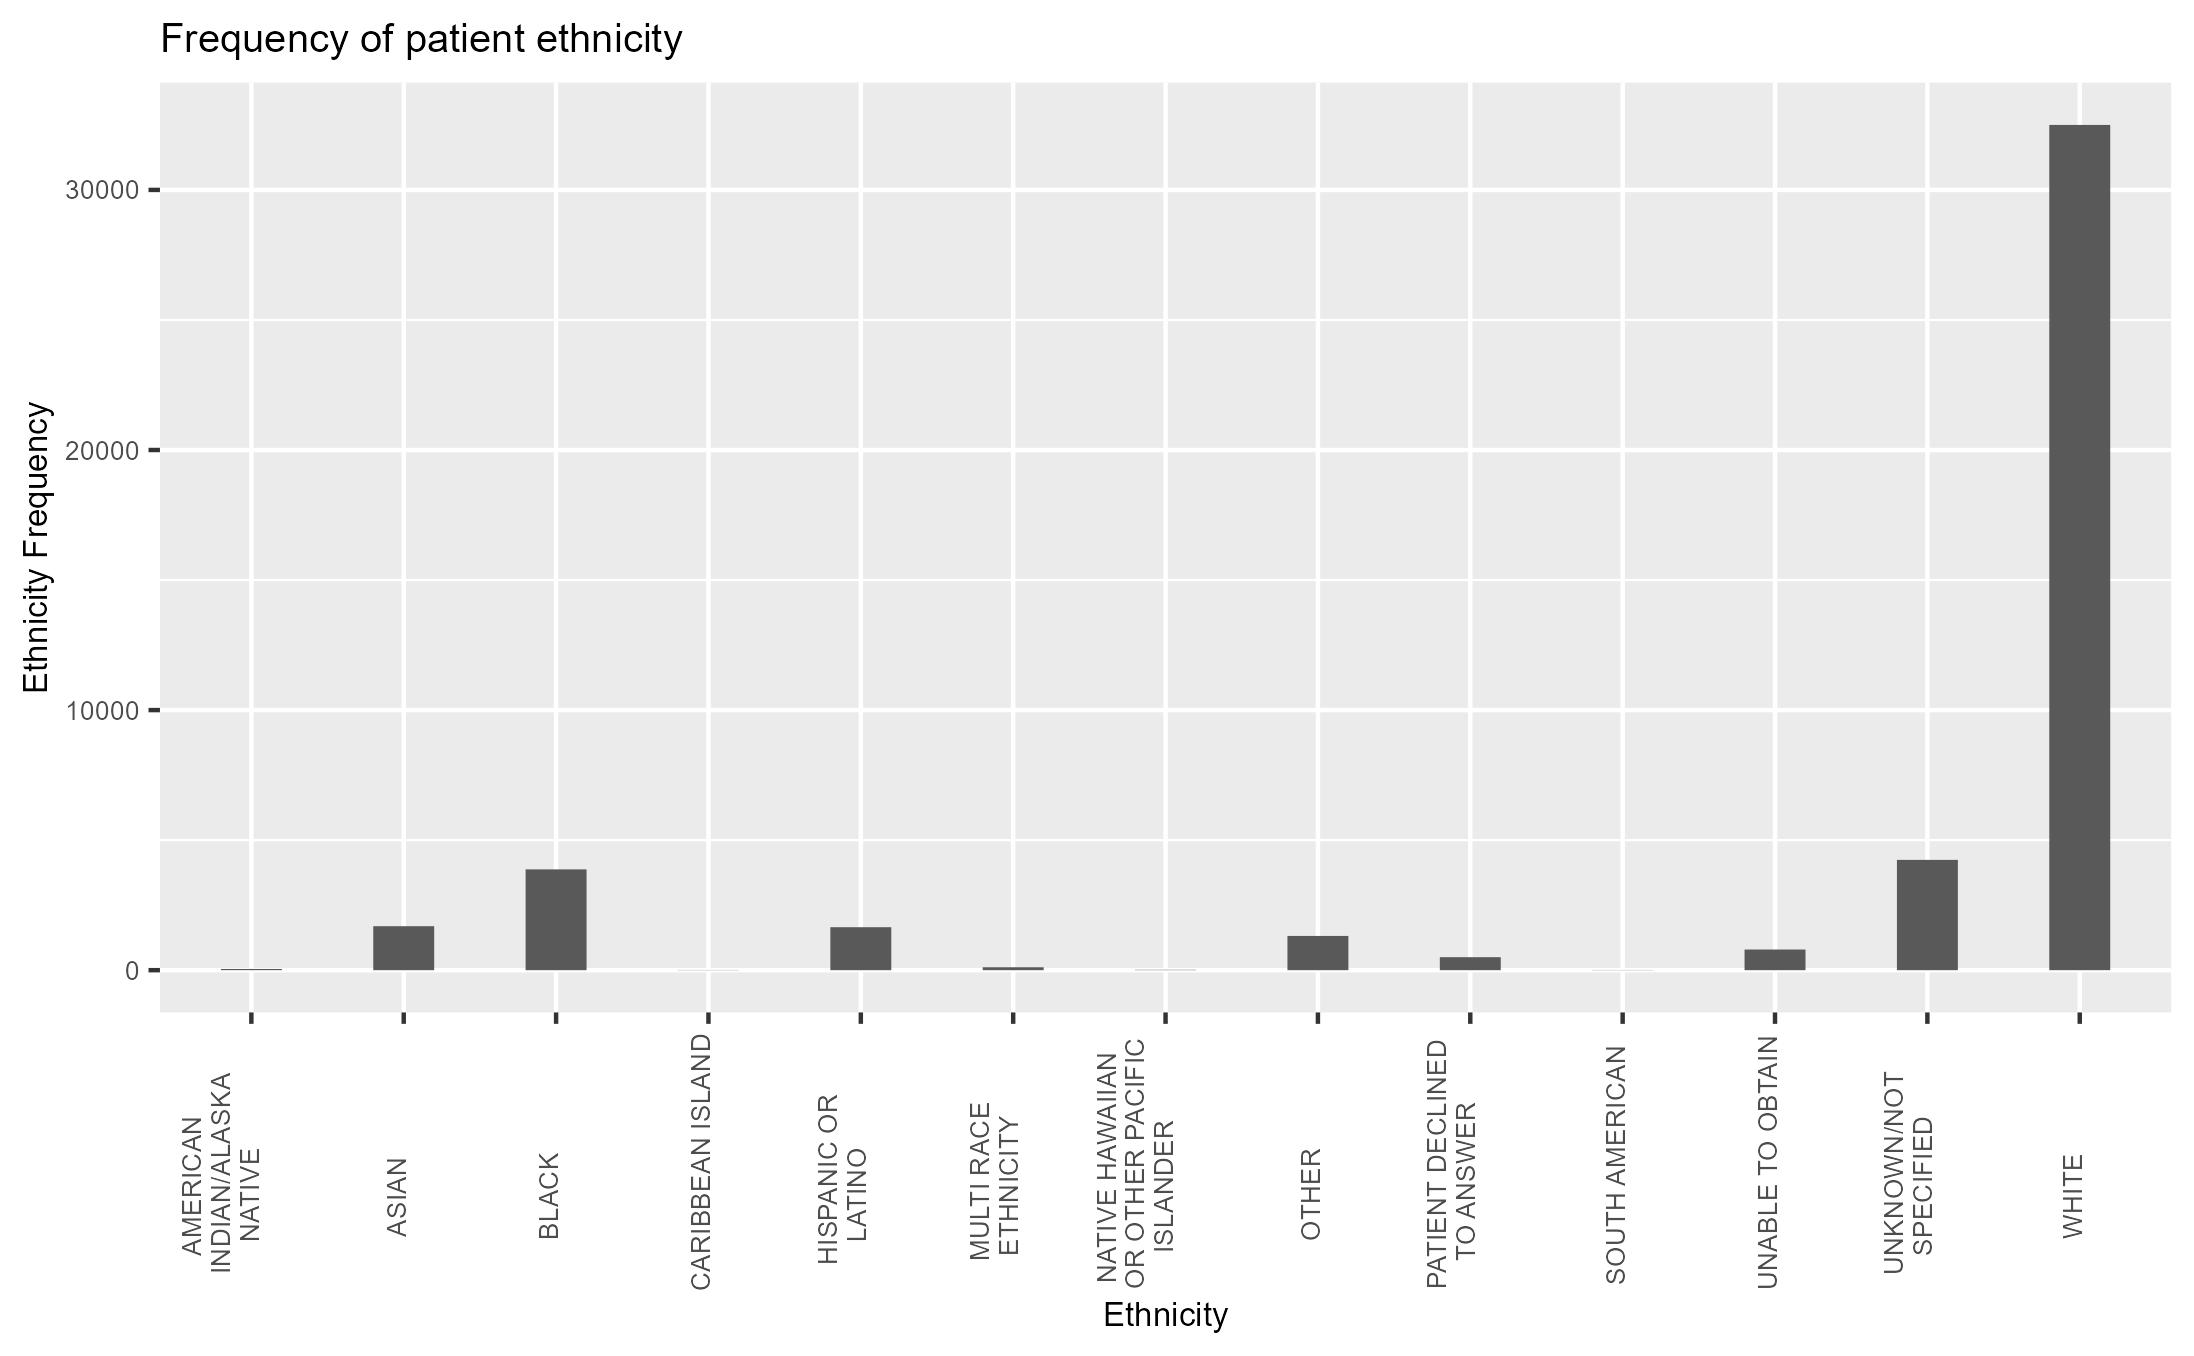 Frequency of patient ethnicity
Ethnicity Frequency
30000
20000
10000
0
AMERICAN
INDIAN/ALASKA
NATIVE
ASIAN
BLACK
CARIBBEAN ISLAND
HISPANIC OR
LATINO
MULTI RACE
ETHNICITY
NATIVE HAWAIIAN
OR OTHER PACIFIC
ISLANDER
OTHER
PATIENT DECLINED
TO ANSWER
SOUTH AMERICAN
UNABLE TO OBTAIN
UNKNOWN/NOT
SPECIFIED
WHITE
Ethnicity